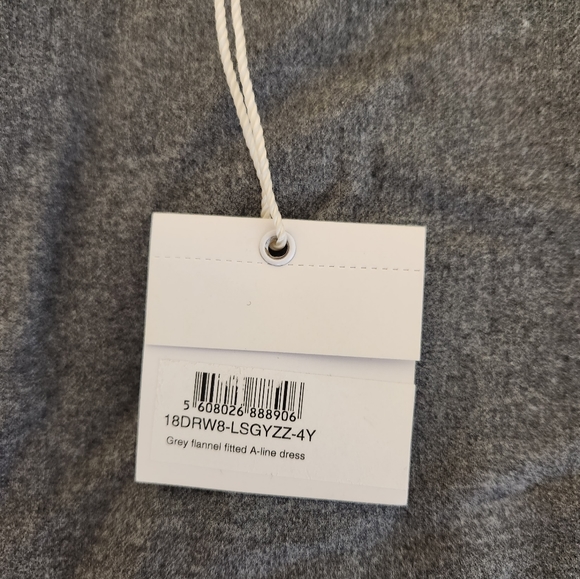 5 608026 888906
18DRW8-LSGYZZ-4Y
Grey flannel fitted A-line dress